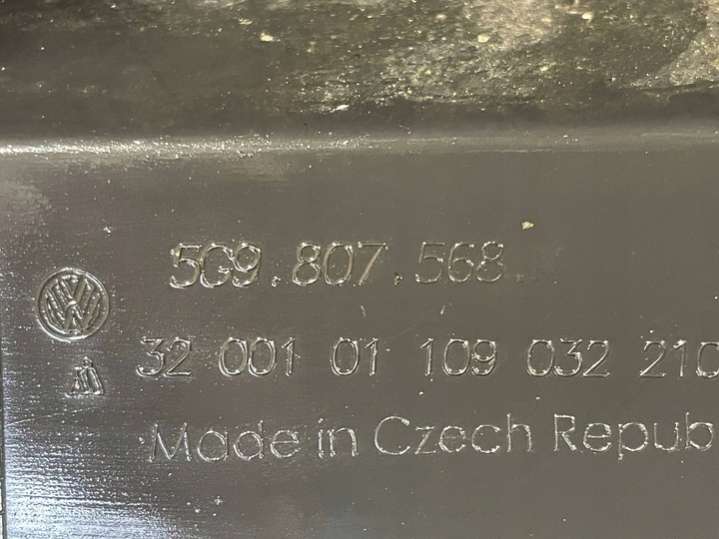 5G9.807.568.
32 001 01 109 032 210
Made in Czech Repub